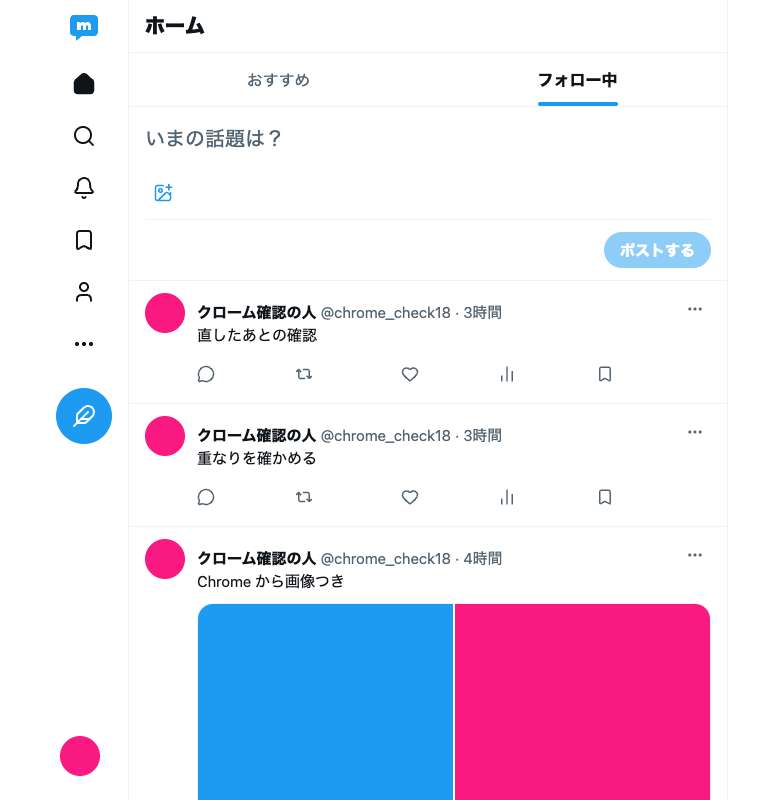 m
ホーム
おすすめ
フォロー中
いまの話題は？
ポストする
クローム確認の人 @chrome_check18 · 3時間
直したあとの確認
クローム確認の人 @chrome_check18 · 3時間
重なりを確かめる
クローム確認の人 @chrome_check18 · 4時間
Chrome から画像つき